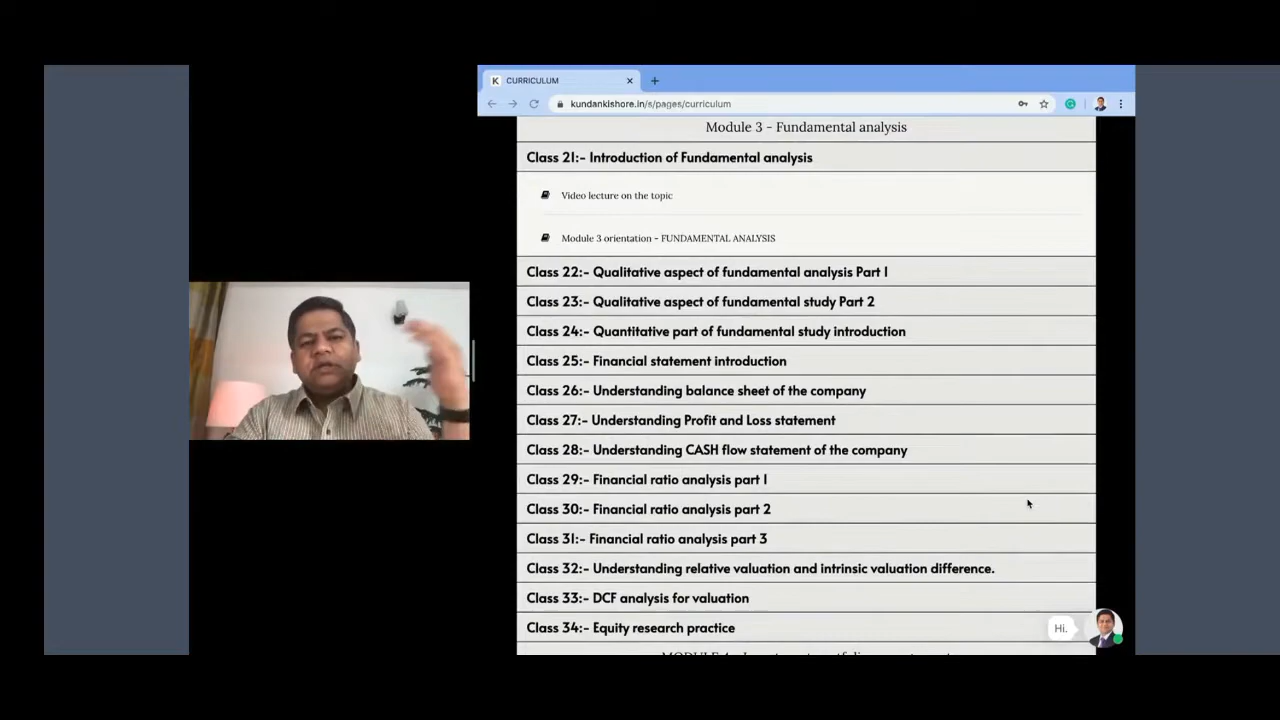 K CURRICULUM
kundankishore.in/s/pages/curriculum
Module 3 - Fundamental analysis
Class 21:- Introduction of Fundamental analysis
Video lecture on the topic
Module 3 orientation - FUNDAMENTAL ANALYSIS
Class 22:- Qualitative aspect of fundamental analysis Part 1
Class 23:- Qualitative aspect of fundamental study Part 2
Class 24:- Quantitative part of fundamental study introduction
Class 25:- Financial statement introduction
Class 26:- Understanding balance sheet of the company
Class 27:- Understanding Profit and Loss statement
Class 28:- Understanding CASH flow statement of the company
Class 29:- Financial ratio analysis part 1
Class 30:- Financial ratio analysis part 2
Class 31:- Financial ratio analysis part 3
Class 32:- Understanding relative valuation and intrinsic valuation difference.
Class 33:- DCF analysis for valuation
Class 34:- Equity research practice
Hi.